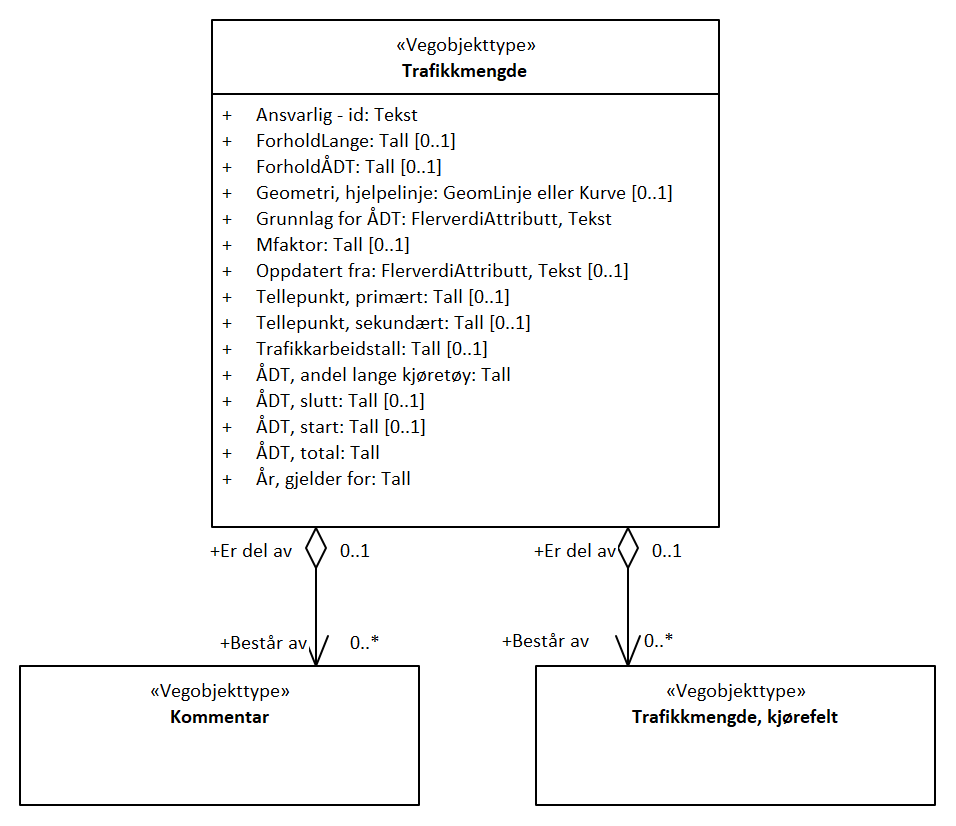 «Vegobjekttype»
Trafikkmengde
+ Ansvarlig - id: Tekst
+ ForholdLange: Tall [0..1]
+ ForholdÅDT: Tall [0..1]
+ Geometri, hjelpelinje: GeomLinje eller Kurve [0..1]
+ Grunnlag for ÅDT: FlerverdiAttributt, Tekst
+ Mfaktor: Tall [0..1]
+ Oppdatert fra: FlerverdiAttributt, Tekst [0..1]
+ Tellepunkt, primært: Tall [0..1]
+ Tellepunkt, sekundært: Tall [0..1]
+ Trafikkarbeidstall: Tall [0..1]
+ ÅDT, andel lange kjøretøy: Tall
+ ÅDT, slutt: Tall [0..1]
+ ÅDT, start: Tall [0..1]
+ ÅDT, total: Tall
+ År, gjelder for: Tall
+Er del av 0..1
+Er del av 0..1
+Består av 0..*
+Består av 0..*
«Vegobjekttype»
Kommentar
«Vegobjekttype»
Trafikkmengde, kjørefelt